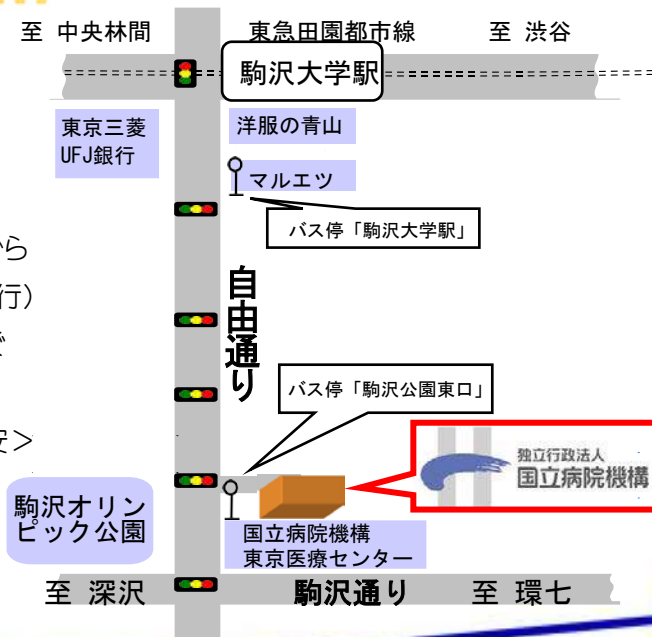 至 中央林間
東急田園都市線
至 渋谷
駒沢大学駅
東京三菱
UFJ銀行
洋服の青山
マルエツ
バス停「駒沢大学駅」
から
行)
自由通り
バス停「駒沢公園東口」
独立行政法人
国立病院機構
駒沢オリン
ピック公園
国立病院機構
東京医療センター
至 深沢
駒沢通り
至 環七